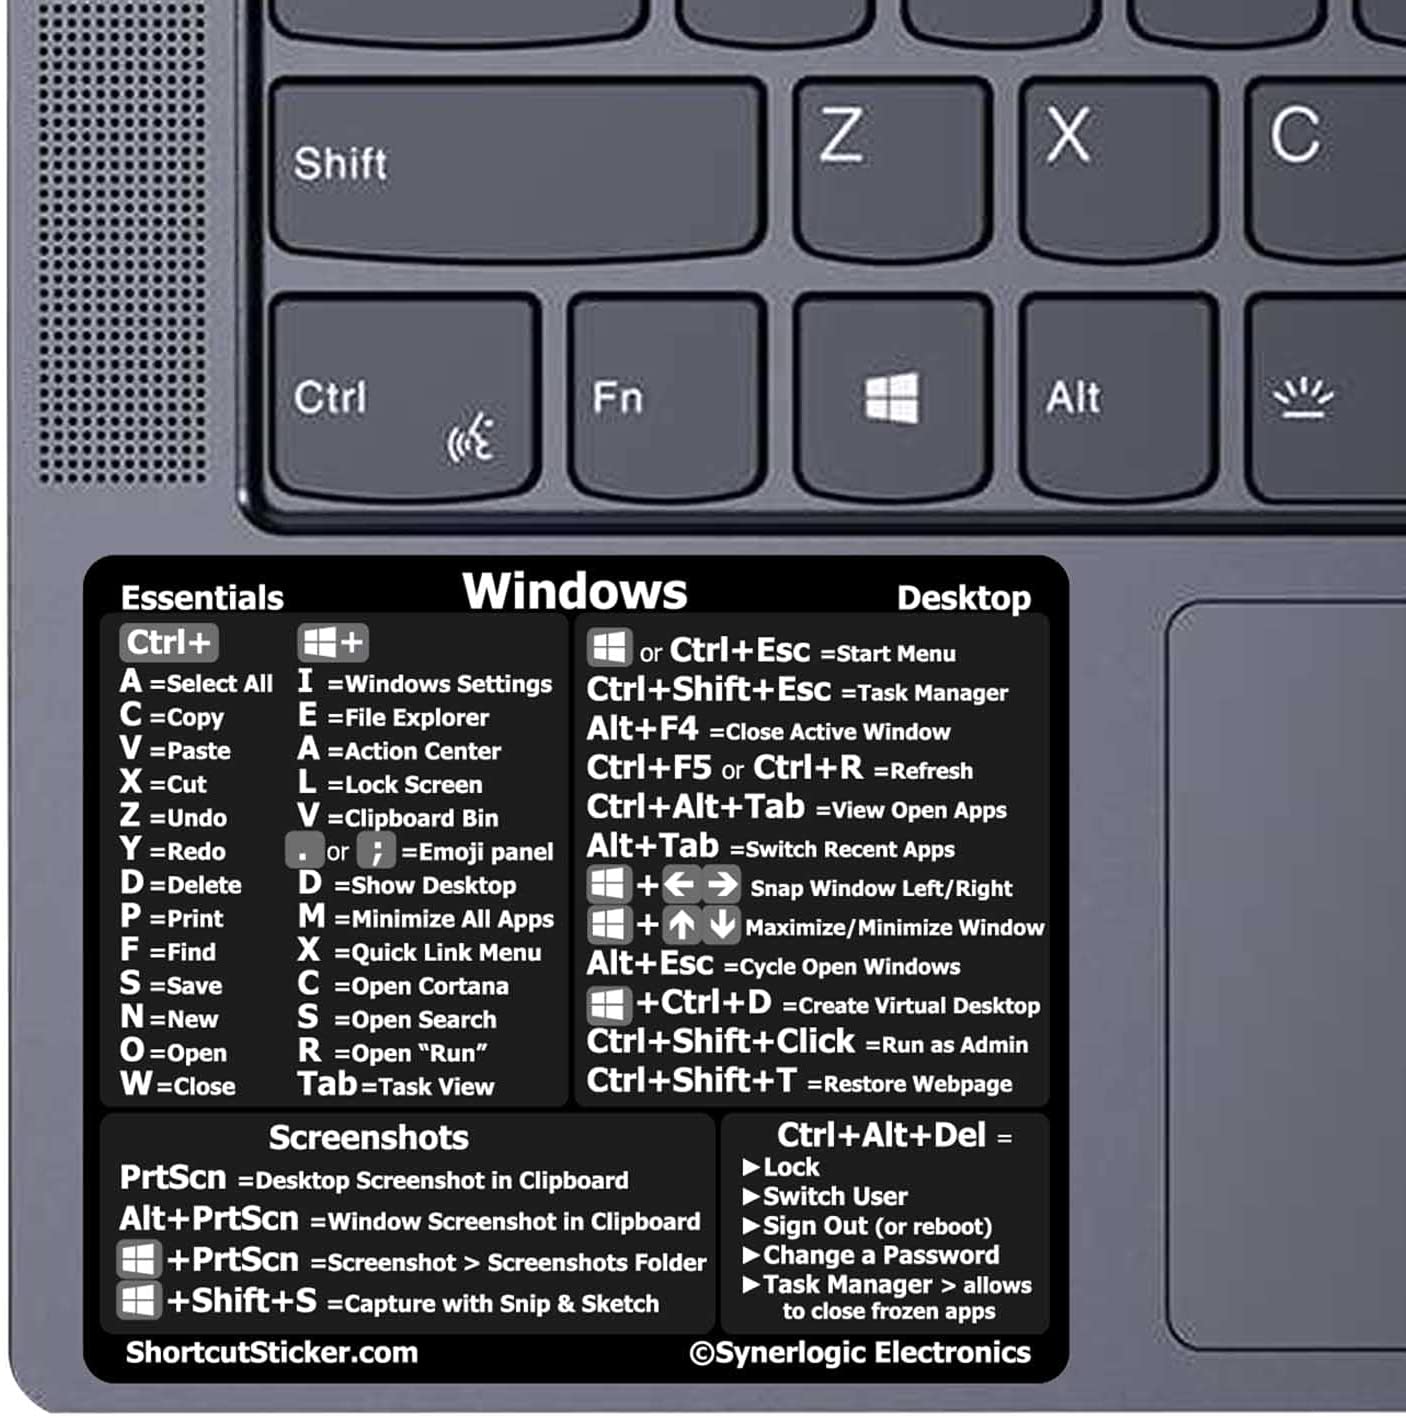 Shift
Z
X
C
Ctrl
Fn
Alt
Windows
Essentials
Desktop
Ctrl+
+
A =Select All
C =Copy
V =Paste
X =Cut
Z =Undo
Y =Redo
D =Delete
P =Print
F =Find
S =Save
N =New
O =Open
W =Close
I =Windows Settings
E =File Explorer
A =Action Center
L =Lock Screen
V =Clipboard Bin
. or ; =Emoji panel
D =Show Desktop
M =Minimize All Apps
X =Quick Link Menu
C =Open Cortana
S =Open Search
R =Open “Run”
Tab =Task View
or Ctrl+Esc =Start Menu
Ctrl+Shift+Esc =Task Manager
Alt+F4 =Close Active Window
Ctrl+F5 or Ctrl+R =Refresh
Ctrl+Alt+Tab =View Open Apps
Alt+Tab =Switch Recent Apps
+ ← → Snap Window Left/Right
+ ↑ ↓ Maximize/Minimize Window
Alt+Esc =Cycle Open Windows
+Ctrl+D =Create Virtual Desktop
Ctrl+Shift+Click =Run as Admin
Ctrl+Shift+T =Restore Webpage
Screenshots
PrtScn =Desktop Screenshot in Clipboard
Alt+PrtScn =Window Screenshot in Clipboard
+PrtScn =Screenshot > Screenshots Folder
+Shift+S =Capture with Snip & Sketch
Ctrl+Alt+Del =
▶Lock
▶Switch User
▶Sign Out (or reboot)
▶Change a Password
▶Task Manager > allows
to close frozen apps
ShortcutSticker.com
©Synerlogic Electronics